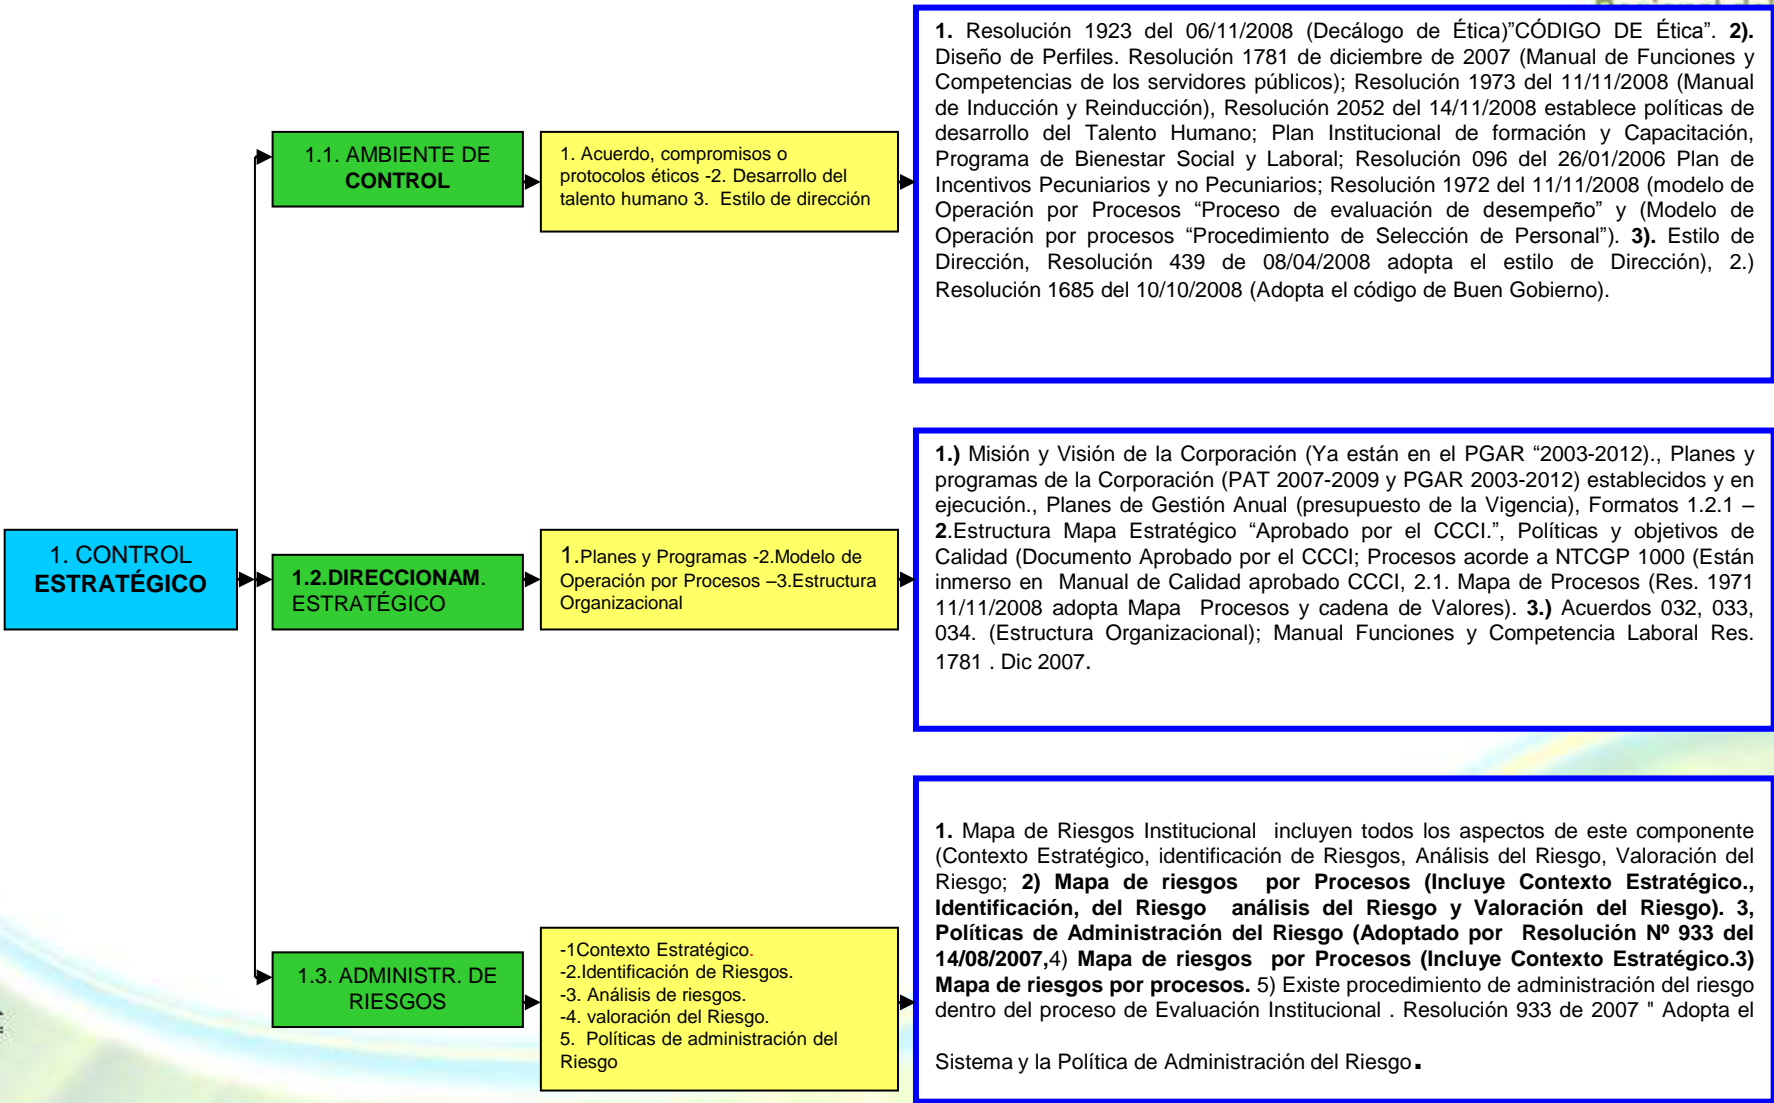 1. Resolución 1923 del 06/11/2008 (Decálogo de Ética)”CÓDIGO DE Ética”. 2).
Diseño de Perfiles. Resolución 1781 de diciembre de 2007 (Manual de Funciones y
Competencias de los servidores públicos); Resolución 1973 del 11/11/2008 (Manual
de Inducción y Reinducción), Resolución 2052 del 14/11/2008 establece políticas de
desarrollo del Talento Humano; Plan Institucional de formación y Capacitación,
Programa de Bienestar Social y Laboral; Resolución 096 del 26/01/2006 Plan de
Incentivos Pecuniarios y no Pecuniarios; Resolución 1972 del 11/11/2008 (modelo de
Operación por Procesos “Proceso de evaluación de desempeño” y (Modelo de
Operación por procesos “Procedimiento de Selección de Personal”). 3). Estilo de
Dirección, Resolución 439 de 08/04/2008 adopta el estilo de Dirección), 2.)
Resolución 1685 del 10/10/2008 (Adopta el código de Buen Gobierno).
1.1. AMBIENTE DE
CONTROL
1. Acuerdo, compromisos o
protocolos éticos -2. Desarrollo del
talento humano 3. Estilo de dirección
1.) Misión y Visión de la Corporación (Ya están en el PGAR “2003-2012)., Planes y
programas de la Corporación (PAT 2007-2009 y PGAR 2003-2012) establecidos y en
ejecución., Planes de Gestión Anual (presupuesto de la Vigencia), Formatos 1.2.1 –
2.Estructura Mapa Estratégico “Aprobado por el CCCI.”, Políticas y objetivos de
Calidad (Documento Aprobado por el CCCI; Procesos acorde a NTCGP 1000 (Están
inmerso en Manual de Calidad aprobado CCCI, 2.1. Mapa de Procesos (Res. 1971
11/11/2008 adopta Mapa Procesos y cadena de Valores). 3.) Acuerdos 032, 033,
034. (Estructura Organizacional); Manual Funciones y Competencia Laboral Res.
1781 . Dic 2007.
1. CONTROL
ESTRATÉGICO
1.2.DIRECCIONAM.
ESTRATÉGICO
1.Planes y Programas -2.Modelo de
Operación por Procesos –3.Estructura
Organizacional
1. Mapa de Riesgos Institucional incluyen todos los aspectos de este componente
(Contexto Estratégico, identificación de Riesgos, Análisis del Riesgo, Valoración del
Riesgo; 2) Mapa de riesgos por Procesos (Incluye Contexto Estratégico.,
Identificación, del Riesgo análisis del Riesgo y Valoración del Riesgo). 3,
Políticas de Administración del Riesgo (Adoptado por Resolución Nº 933 del
14/08/2007,4) Mapa de riesgos por Procesos (Incluye Contexto Estratégico.3)
Mapa de riesgos por procesos. 5) Existe procedimiento de administración del riesgo
dentro del proceso de Evaluación Institucional . Resolución 933 de 2007 " Adopta el
Sistema y la Política de Administración del Riesgo.
1.3. ADMINISTR. DE
RIESGOS
-1Contexto Estratégico.
-2.Identificación de Riesgos.
-3. Análisis de riesgos.
-4. valoración del Riesgo.
5. Políticas de administración del
Riesgo